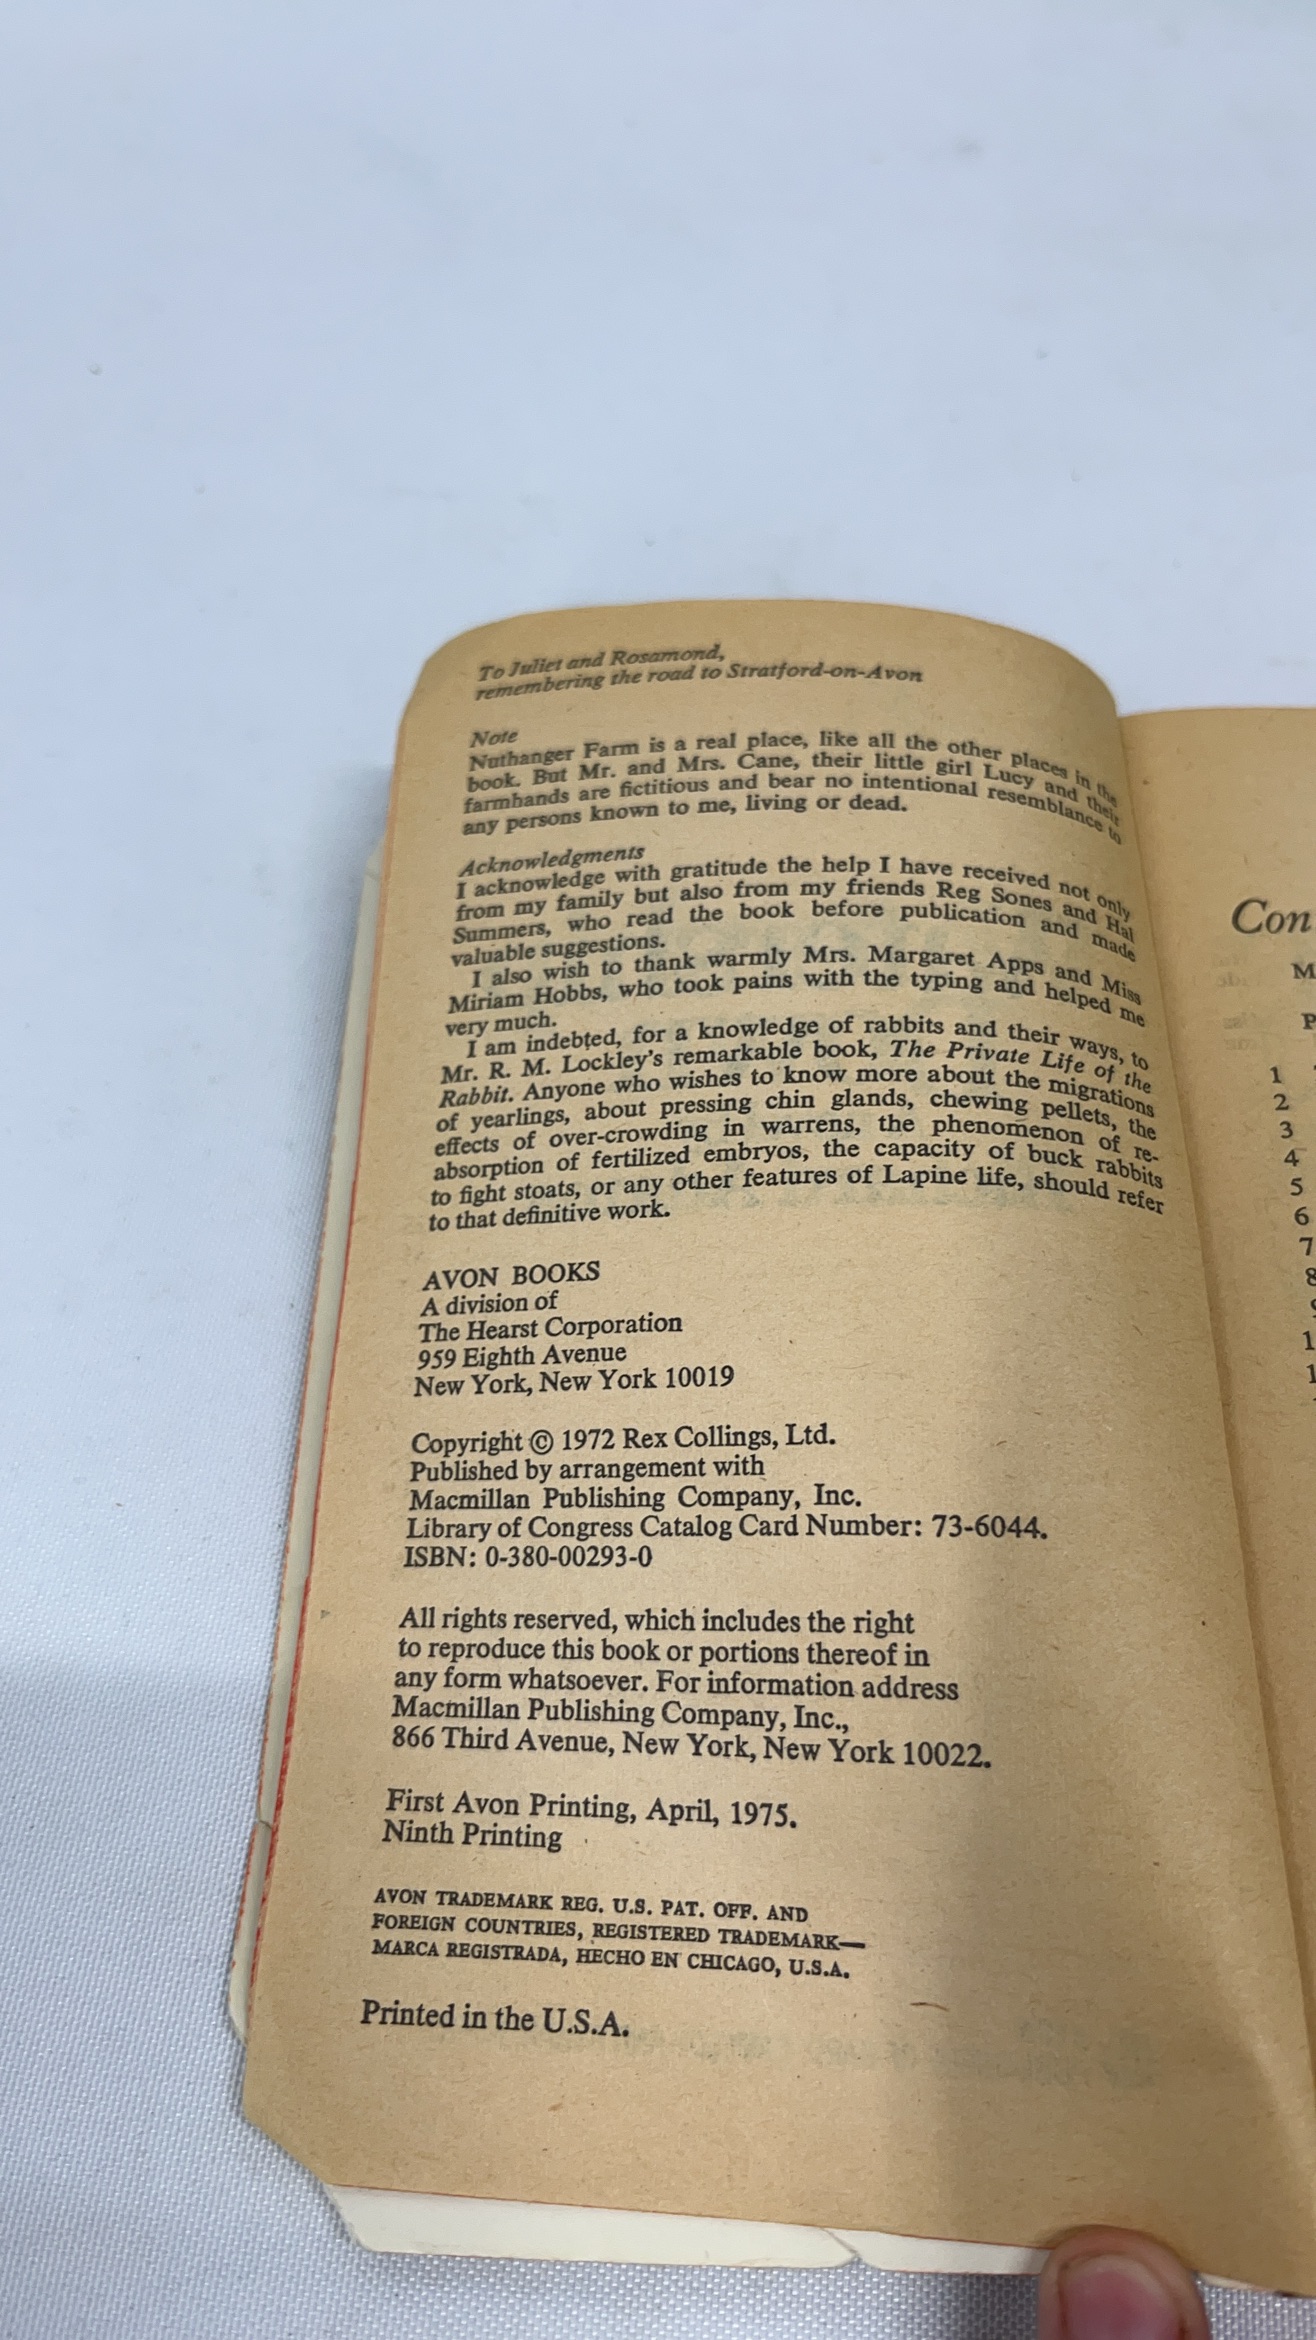 To Juliet and Rosamond,
remembering the road to Stratford-on-Avon
Note
Nuthanger Farm is a real place, like all the other places in the
book. But Mr. and Mrs. Cane, their little girl Lucy and their
farmhands are fictitious and bear no intentional resemblance to
any persons known to me, living or dead.
Acknowledgments
I acknowledge with gratitude the help I have received not only
from my family but also from my friends Reg Sones and Hal
Summers, who read the book before publication and made
valuable suggestions.
I also wish to thank warmly Mrs. Margaret Apps and Miss
Miriam Hobbs, who took pains with the typing and helped me
very much.
I am indebted, for a knowledge of rabbits and their ways, to
Mr. R. M. Lockley's remarkable book, The Private Life of the
Rabbit. Anyone who wishes to know more about the migrations
of yearlings, about pressing chin glands, chewing pellets, the
effects of over-crowding in warrens, the phenomenon of re-
absorption of fertilized embryos, the capacity of buck rabbits
to fight stoats, or any other features of Lapine life, should refer
to that definitive work.
AVON BOOKS
A division of
The Hearst Corporation
959 Eighth Avenue
New York, New York 10019
Copyright © 1972 Rex Collings, Ltd.
Published by arrangement with
Macmillan Publishing Company, Inc.
Library of Congress Catalog Card Number: 73-6044.
ISBN: 0-380-00293-0
All rights reserved, which includes the right
to reproduce this book or portions thereof in
any form whatsoever. For information address
Macmillan Publishing Company, Inc.,
866 Third Avenue, New York, New York 10022.
First Avon Printing, April, 1975.
Ninth Printing
AVON TRADEMARK REG. U.S. PAT. OFF. AND
FOREIGN COUNTRIES, REGISTERED TRADEMARK—
MARCA REGISTRADA, HECHO EN CHICAGO, U.S.A.
Printed in the U.S.A.
Con
M
P
1
2
3
4
5
6
7
8